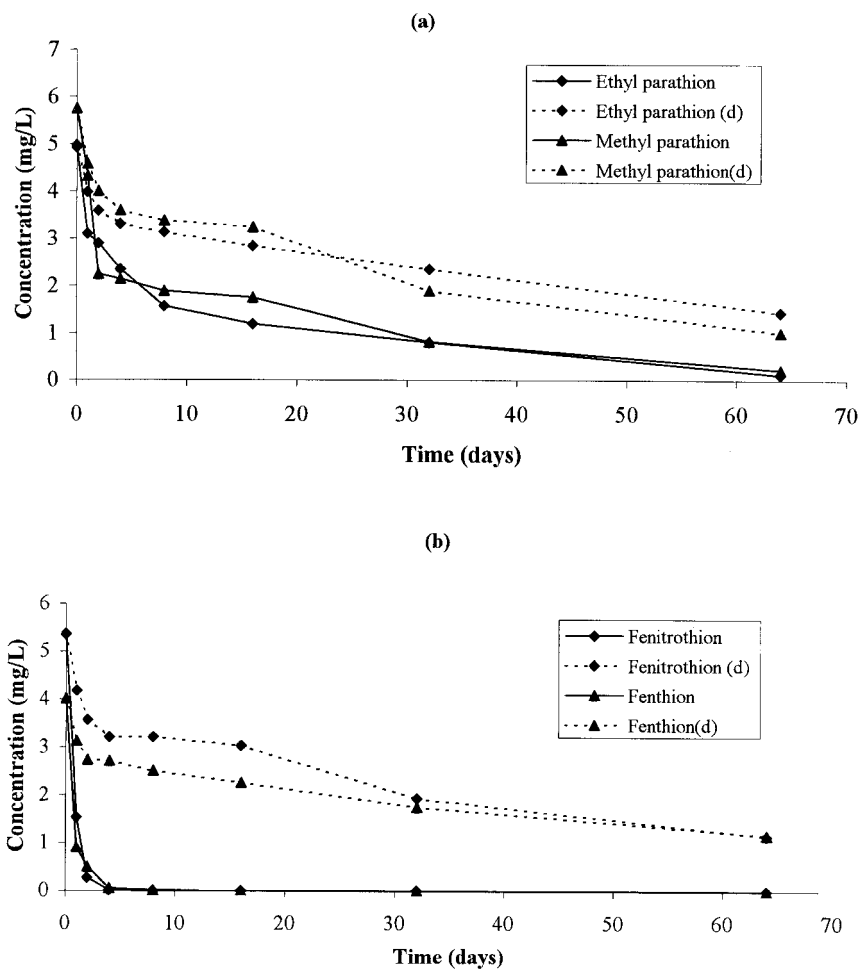 (a)
7
6
5
4
3
2
1
0
Concentration (mg/L)
Ethyl parathion
Ethyl parathion (d)
Methyl parathion
Methyl parathion(d)
0 10 20 30 40 50 60 70
Time (days)
(b)
6
5
4
3
2
1
0
Concentration (mg/L)
Fenitrothion
Fenitrothion (d)
Fenthion
Fenthion(d)
0 10 20 30 40 50 60 70
Time (days)